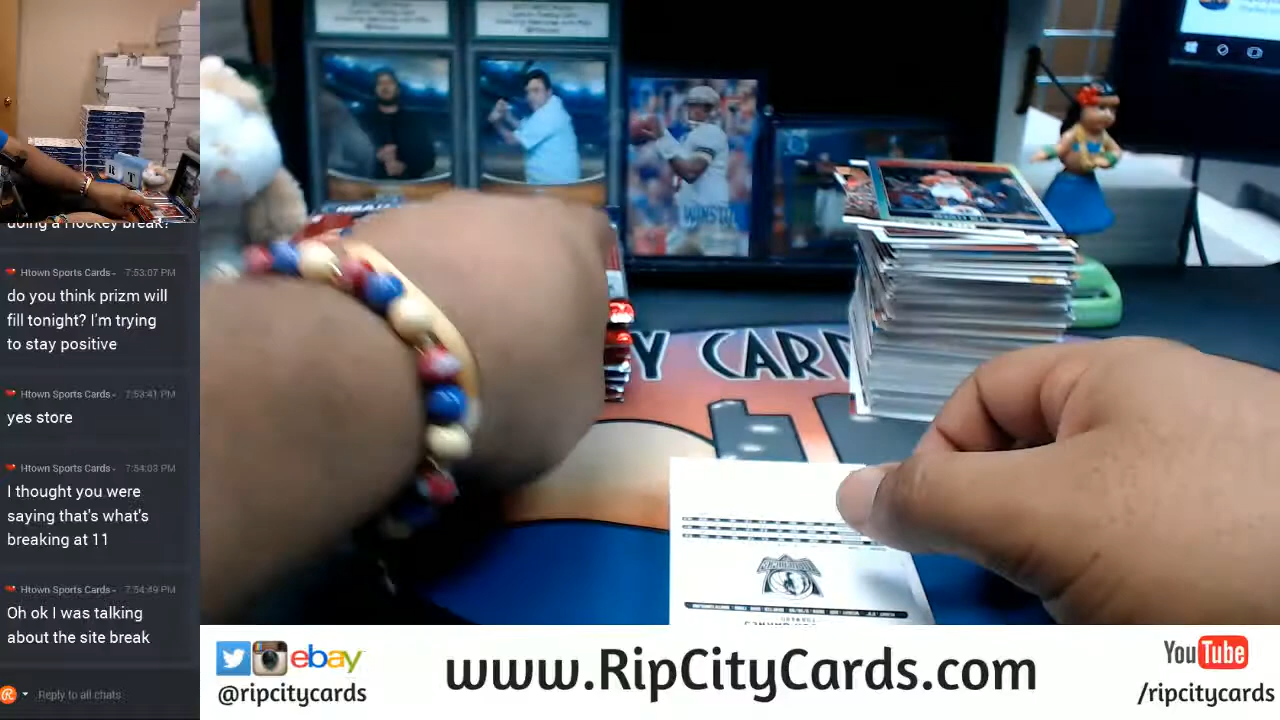 doing a Hockey break?
Htown Sports Cards - 7:53:07 PM
do you think prizm will
fill tonight? I'm trying
to stay positive
Htown Sports Cards - 7:53:41 PM
yes store
Htown Sports Cards - 7:54:03 PM
I thought you were
saying that's what's
breaking at 11
Htown Sports Cards - 7:54:49 PM
Oh ok I was talking
about the site break
Reply to all chats
WINSTON
Y CARD
ebay
@ripcitycards
www.RipCityCards.com
YouTube
/ripcitycards